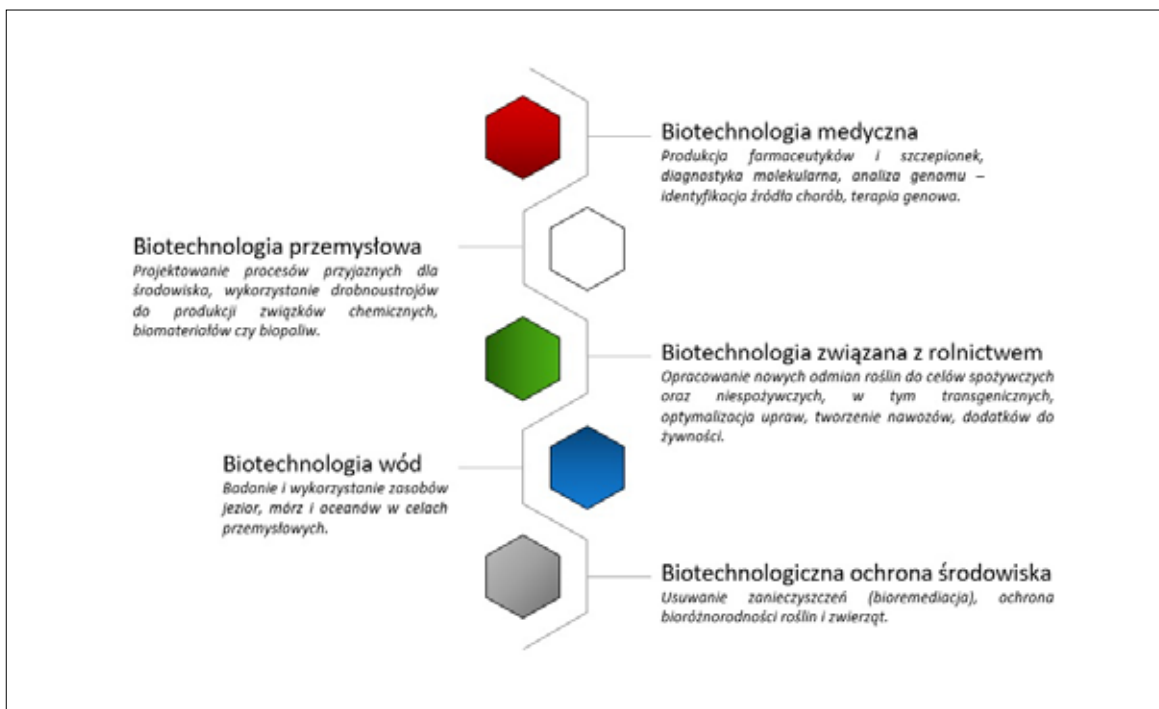 Biotechnologia medyczna
Produkcja farmaceutyków i szczepionek,
diagnostyka molekularna, analiza genomu –
identyfikacja źródła chorób, terapia genowa.
Biotechnologia przemysłowa
Projektowanie procesów przyjaznych dla
środowiska, wykorzystanie drobnoustrojów
do produkcji związków chemicznych,
biomateriałów czy biopaliw.
Biotechnologia związana z rolnictwem
Opracowanie nowych odmian roślin do celów spożywczych
oraz niespożywczych, w tym transgenicznych,
optymalizacja upraw, tworzenie nawozów, dodatków do
żywności.
Biotechnologia wód
Badanie i wykorzystanie zasobów
jezior, mórz i oceanów w celach
przemysłowych.
Biotechnologiczna ochrona środowiska
Usuwanie zanieczyszczeń (bioremediacja), ochrona
bioróżnorodności roślin i zwierząt.